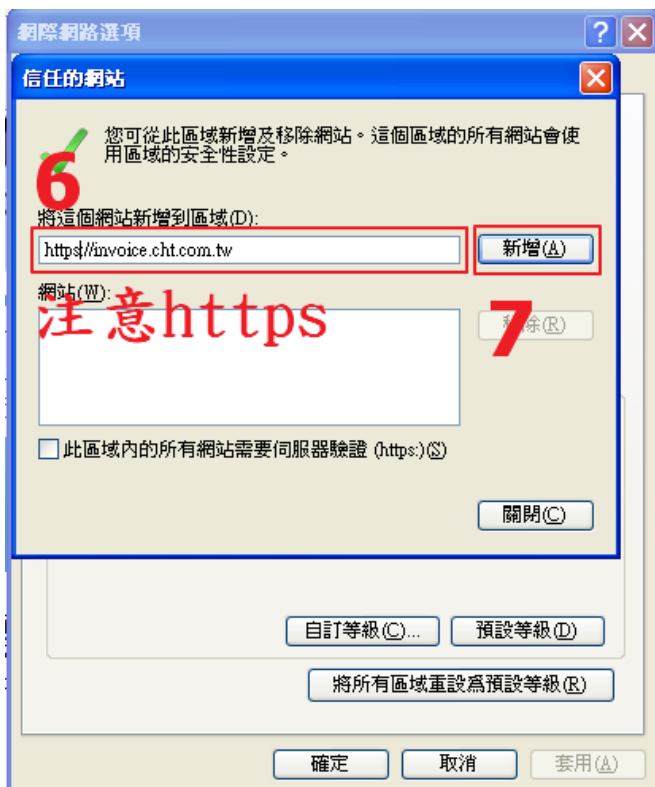 網際網路選項
信任的網站
您可從此區域新增及移除網站。這個區域的所有網站會使
用區域的安全性設定。
6
將這個網站新增到區域(D):
https://invoice.cht.com.tw
新增(A)
網站(W):
注意https
7
移除(R)
此區域內的所有網站需要伺服器驗證 (https:)(S)
關閉(C)
自訂等級(C)...
預設等級(D)
將所有區域重設為預設等級(R)
確定
取消
套用(A)